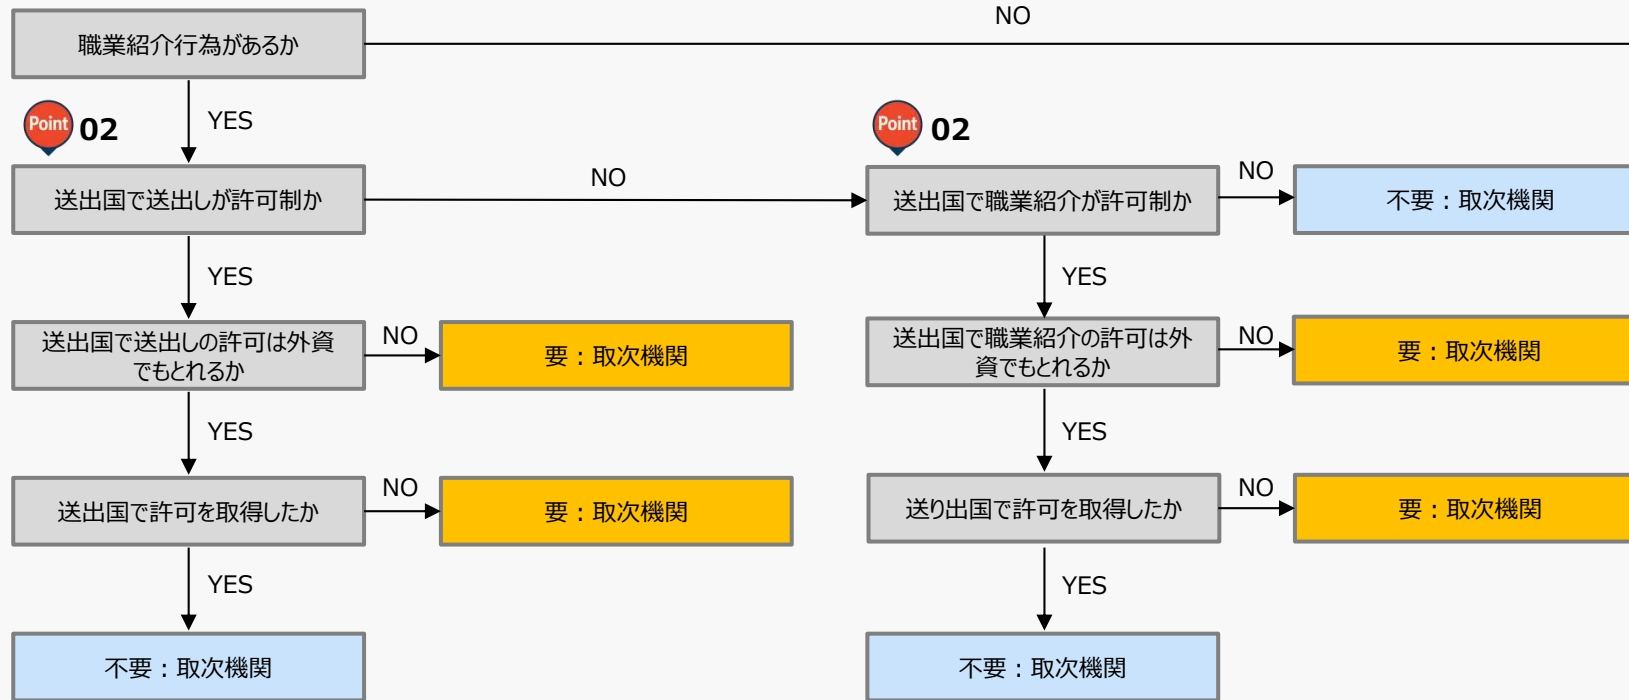 NO
職業紹介行為があるか
YES
Point 02
Point 02
送出国で送出しが許可制か
NO
送出国で職業紹介が許可制か
NO
不要：取次機関
YES
YES
送出国で送出しの許可は外資
でもとれるか
NO
要：取次機関
送出国で職業紹介の許可は外
資でもとれるか
NO
要：取次機関
YES
YES
送出国で許可を取得したか
NO
要：取次機関
送り出国で許可を取得したか
NO
要：取次機関
YES
YES
不要：取次機関
不要：取次機関